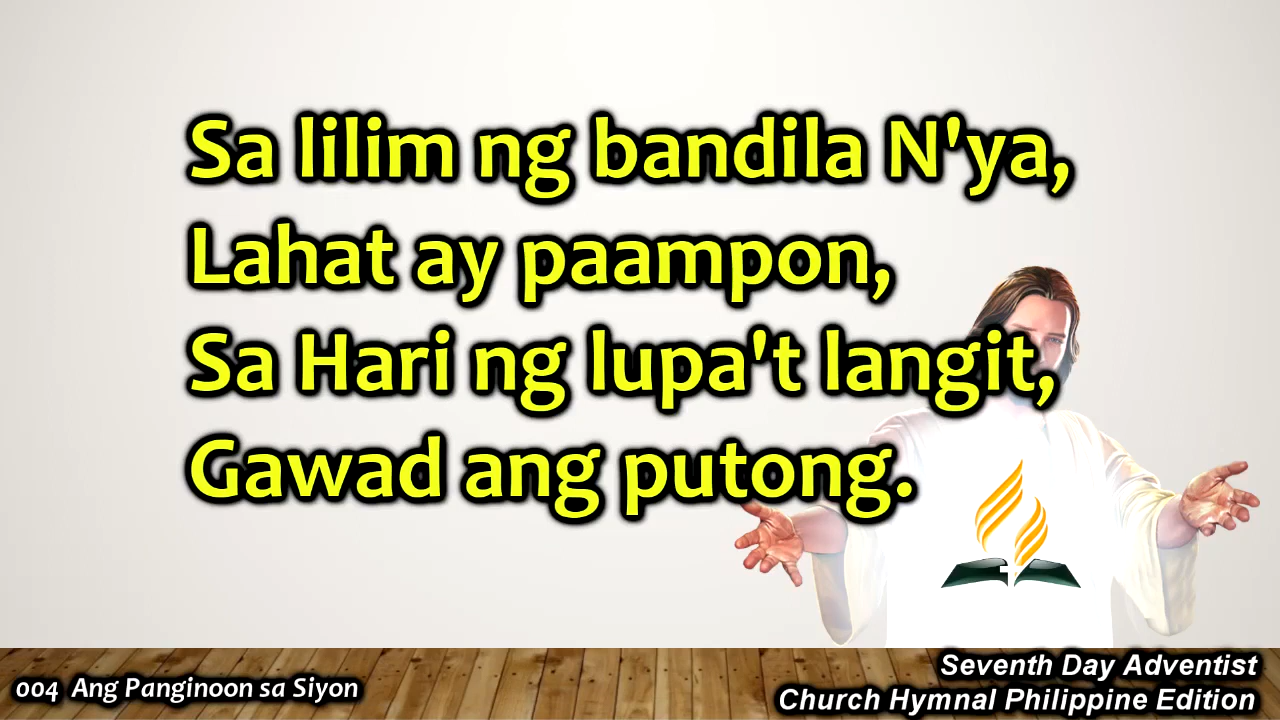 Sa lilim ng bandila N'ya,
Lahat ay paampon,
Sa Hari ng lupa't langit,
Gawad ang putong.
004 Ang Panginoon sa Siyon
Seventh Day Adventist
Church Hymnal Philippine Edition